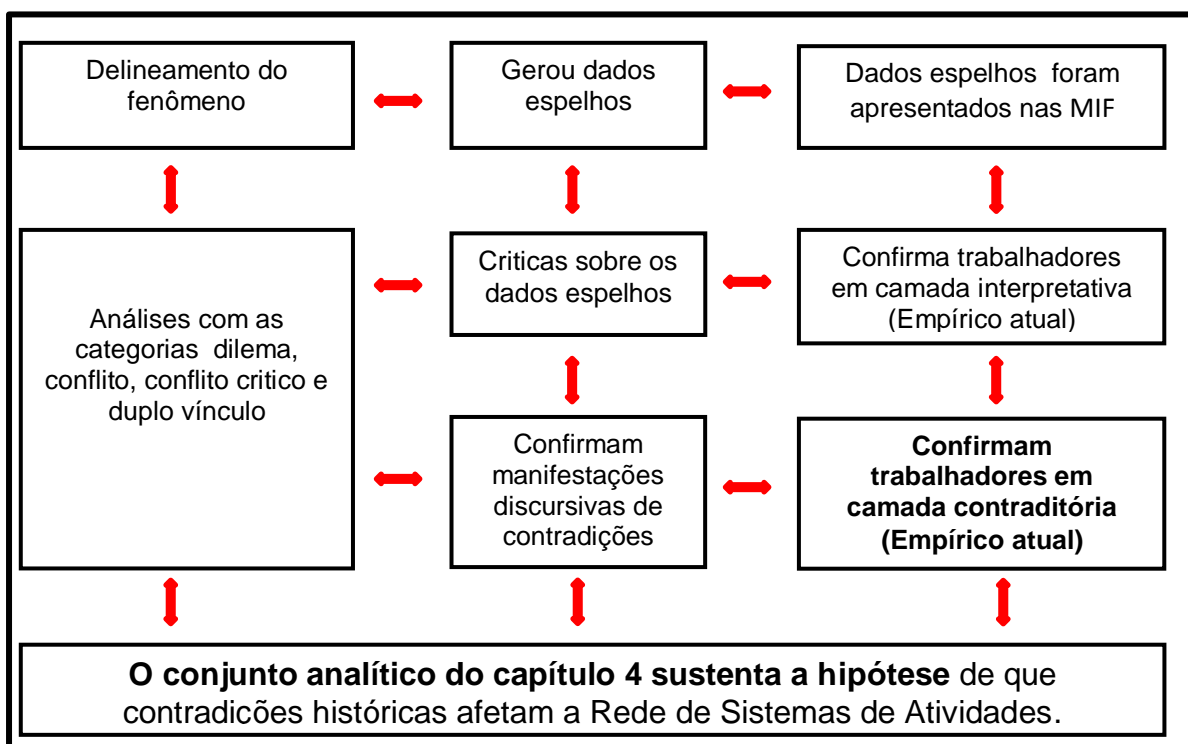 Delineamento do
fenômeno
Gerou dados
espelhos
Dados espelhos foram
apresentados nas MIF
Análises com as
categorias dilema,
conflito, conflito critico e
duplo vínculo
Criticas sobre os
dados espelhos
Confirma trabalhadores
em camada interpretativa
(Empírico atual)
Confirmam
manifestações
discursivas de
contradições
Confirmam
trabalhadores em
camada contraditória
(Empírico atual)
O conjunto analítico do capítulo 4 sustenta a hipótese de que
contradições históricas afetam a Rede de Sistemas de Atividades.